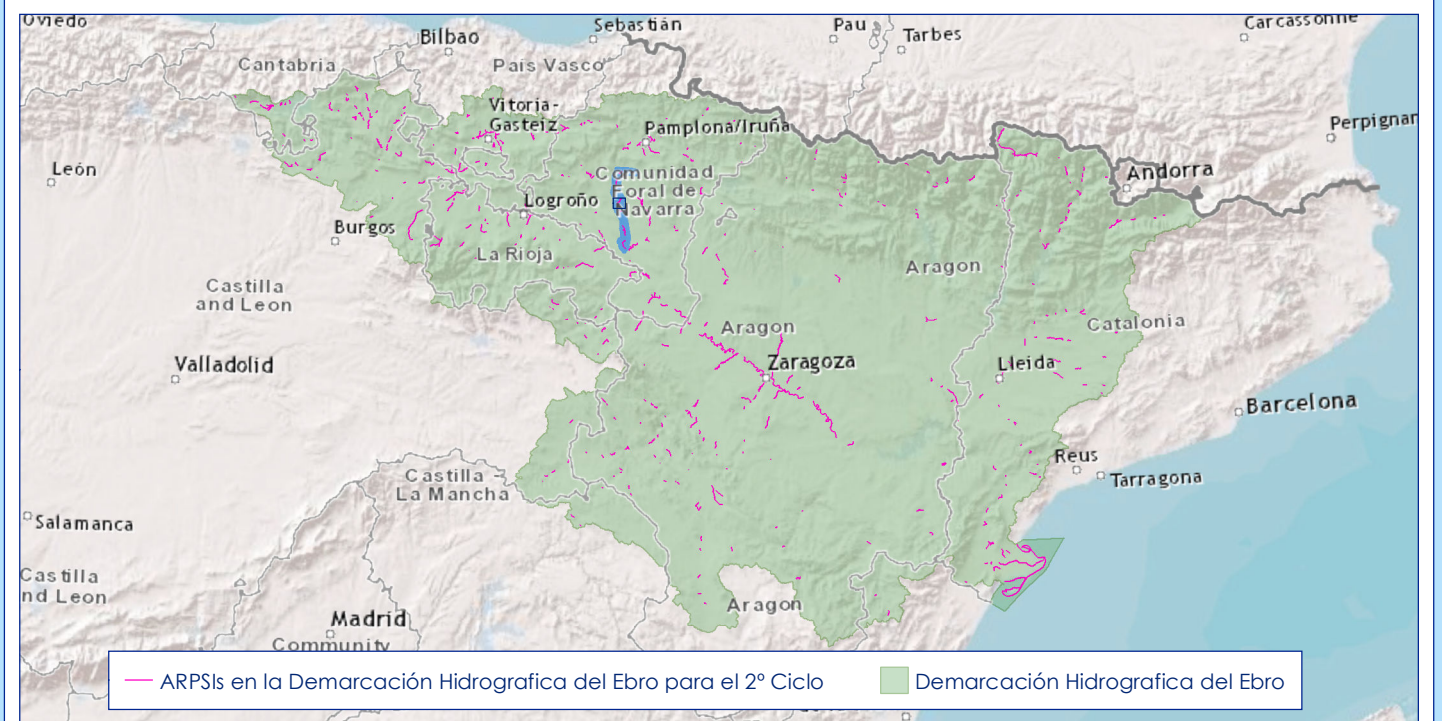 Oviedo
Sebastián
Pau
Tarbes
Carcassonne
Bilbao
Cantabria
Pais Vasco
Vitoria-
Gasteiz
Pamplona/Iruña
Perpignan
León
Comunidad
Foral de
Navarra
Andorra
Logroño
Burgos
La Rioja
Aragon
Castilla
and Leon
Catalonia
Aragon
Valladolid
Zaragoza
Lleida
Barcelona
Reus
Castilla
La Mancha
Tarragona
Salamanca
Castilla
nd Leon
Aragon
Madrid
Community
ARPSIs en la Demarcación Hidrografica del Ebro para el 2º Ciclo
Demarcación Hidrografica del Ebro